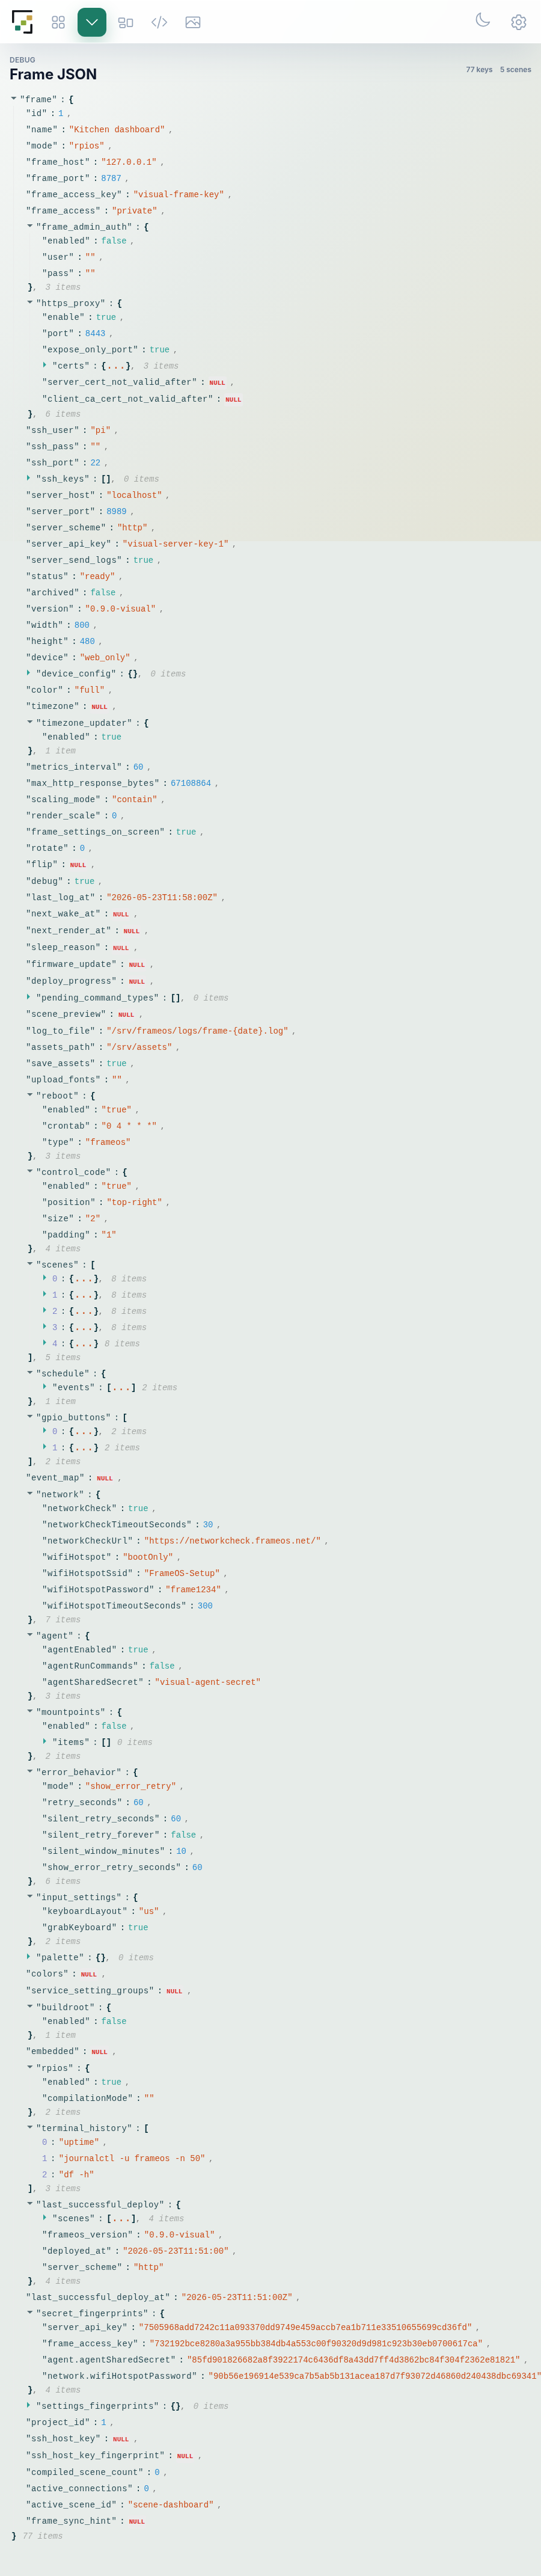 DEBUG
Frame JSON
77 keys 5 scenes
"frame" : {
"id" : 1 ,
"name" : "Kitchen dashboard" ,
"mode" : "rpios" ,
"frame_host" : "127.0.0.1" ,
"frame_port" : 8787 ,
"frame_access_key" : "visual-frame-key" ,
"frame_access" : "private" ,
"frame_admin_auth" : {
"enabled" : false ,
"user" : "" ,
"pass" : ""
}, 3 items
"https_proxy" : {
"enable" : true ,
"port" : 8443 ,
"expose_only_port" : true ,
"certs" : {...}, 3 items
"server_cert_not_valid_after" : NULL ,
"client_ca_cert_not_valid_after" : NULL
}, 6 items
"ssh_user" : "pi" ,
"ssh_pass" : "" ,
"ssh_port" : 22 ,
"ssh_keys" : [], 0 items
"server_host" : "localhost" ,
"server_port" : 8989 ,
"server_scheme" : "http" ,
"server_api_key" : "visual-server-key-1" ,
"server_send_logs" : true ,
"status" : "ready" ,
"archived" : false ,
"version" : "0.9.0-visual" ,
"width" : 800 ,
"height" : 480 ,
"device" : "web_only" ,
"device_config" : {}, 0 items
"color" : "full" ,
"timezone" : NULL ,
"timezone_updater" : {
"enabled" : true
}, 1 item
"metrics_interval" : 60 ,
"max_http_response_bytes" : 67108864 ,
"scaling_mode" : "contain" ,
"render_scale" : 0 ,
"frame_settings_on_screen" : true ,
"rotate" : 0 ,
"flip" : NULL ,
"debug" : true ,
"last_log_at" : "2026-05-23T11:58:00Z" ,
"next_wake_at" : NULL ,
"next_render_at" : NULL ,
"sleep_reason" : NULL ,
"firmware_update" : NULL ,
"deploy_progress" : NULL ,
"pending_command_types" : [], 0 items
"scene_preview" : NULL ,
"log_to_file" : "/srv/frameos/logs/frame-{date}.log" ,
"assets_path" : "/srv/assets" ,
"save_assets" : true ,
"upload_fonts" : "" ,
"reboot" : {
"enabled" : "true" ,
"crontab" : "0 4 * * *" ,
"type" : "frameos"
}, 3 items
"control_code" : {
"enabled" : "true" ,
"position" : "top-right" ,
"size" : "2" ,
"padding" : "1"
}, 4 items
"scenes" : [
0 : {...}, 8 items
1 : {...}, 8 items
2 : {...}, 8 items
3 : {...}, 8 items
4 : {...} 8 items
], 5 items
"schedule" : {
"events" : [...] 2 items
}, 1 item
"gpio_buttons" : [
0 : {...}, 2 items
1 : {...} 2 items
], 2 items
"event_map" : NULL ,
"network" : {
"networkCheck" : true ,
"networkCheckTimeoutSeconds" : 30 ,
"networkCheckUrl" : "https://networkcheck.frameos.net/" ,
"wifiHotspot" : "bootOnly" ,
"wifiHotspotSsid" : "FrameOS-Setup" ,
"wifiHotspotPassword" : "frame1234" ,
"wifiHotspotTimeoutSeconds" : 300
}, 7 items
"agent" : {
"agentEnabled" : true ,
"agentRunCommands" : false ,
"agentSharedSecret" : "visual-agent-secret"
}, 3 items
"mountpoints" : {
"enabled" : false ,
"items" : [] 0 items
}, 2 items
"error_behavior" : {
"mode" : "show_error_retry" ,
"retry_seconds" : 60 ,
"silent_retry_seconds" : 60 ,
"silent_retry_forever" : false ,
"silent_window_minutes" : 10 ,
"show_error_retry_seconds" : 60
}, 6 items
"input_settings" : {
"keyboardLayout" : "us" ,
"grabKeyboard" : true
}, 2 items
"palette" : {}, 0 items
"colors" : NULL ,
"service_setting_groups" : NULL ,
"buildroot" : {
"enabled" : false
}, 1 item
"embedded" : NULL ,
"rpios" : {
"enabled" : true ,
"compilationMode" : ""
}, 2 items
"terminal_history" : [
0 : "uptime" ,
1 : "journalctl -u frameos -n 50" ,
2 : "df -h"
], 3 items
"last_successful_deploy" : {
"scenes" : [...], 4 items
"frameos_version" : "0.9.0-visual" ,
"deployed_at" : "2026-05-23T11:51:00" ,
"server_scheme" : "http"
}, 4 items
"last_successful_deploy_at" : "2026-05-23T11:51:00Z" ,
"secret_fingerprints" : {
"server_api_key" : "7505968add7242c11a093370dd9749e459accb7ea1b711e33510655699cd36fd" ,
"frame_access_key" : "732192bce8280a3a955bb384db4a553c00f90320d9d981c923b30eb0700617ca" ,
"agent.agentSharedSecret" : "85fd901826682a8f3922174c6436df8a43dd7ff4d3862bc84f304f2362e81821" ,
"network.wifiHotspotPassword" : "90b56e196914e539ca7b5ab5b131acea187d7f93072d46860d240438dbc69341"
}, 4 items
"settings_fingerprints" : {}, 0 items
"project_id" : 1 ,
"ssh_host_key" : NULL ,
"ssh_host_key_fingerprint" : NULL ,
"compiled_scene_count" : 0 ,
"active_connections" : 0 ,
"active_scene_id" : "scene-dashboard" ,
"frame_sync_hint" : NULL
} 77 items